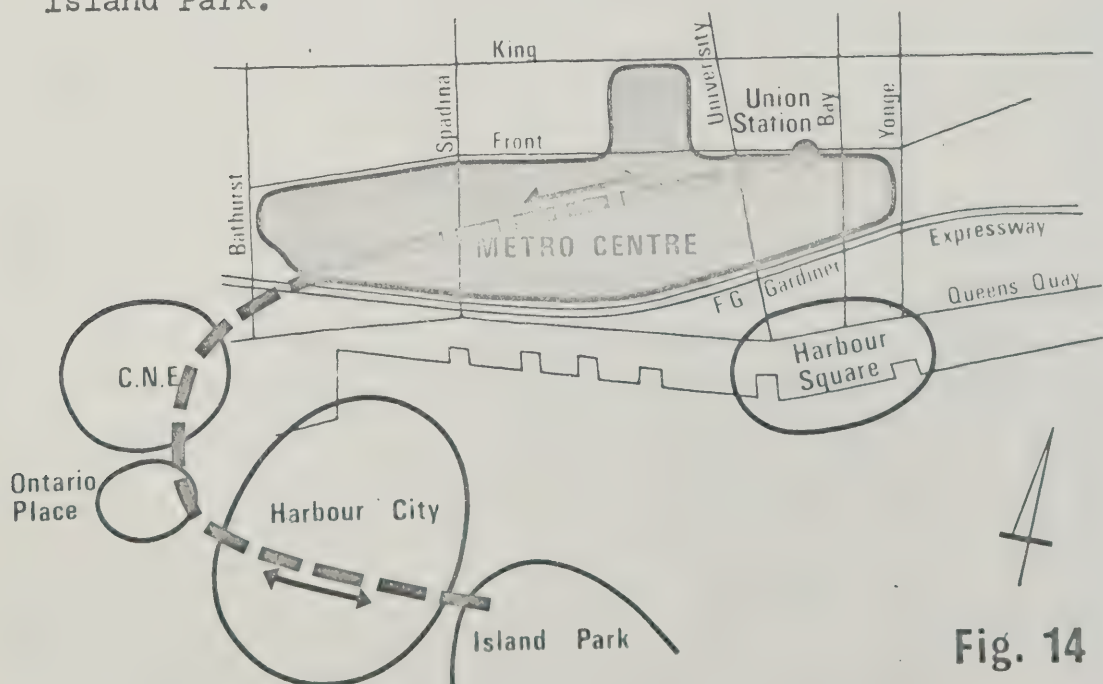 Island Park.
King
University
Spadina
Union
Station
Bay
Yonge
Front
Bathurst
METRO CENTRE
Expressway
F G Gardiner
Queens Quay
Harbour
Square
C.N.E.
Ontario
Place
Harbour City
Island Park
Fig. 14